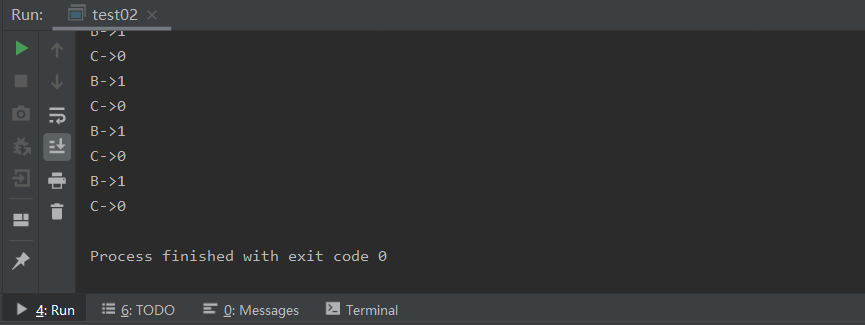 Run: test02
B->1
C->0
B->1
C->0
B->1
C->0
B->1
C->0
Process finished with exit code 0
4: Run 6: TODO 0: Messages Terminal